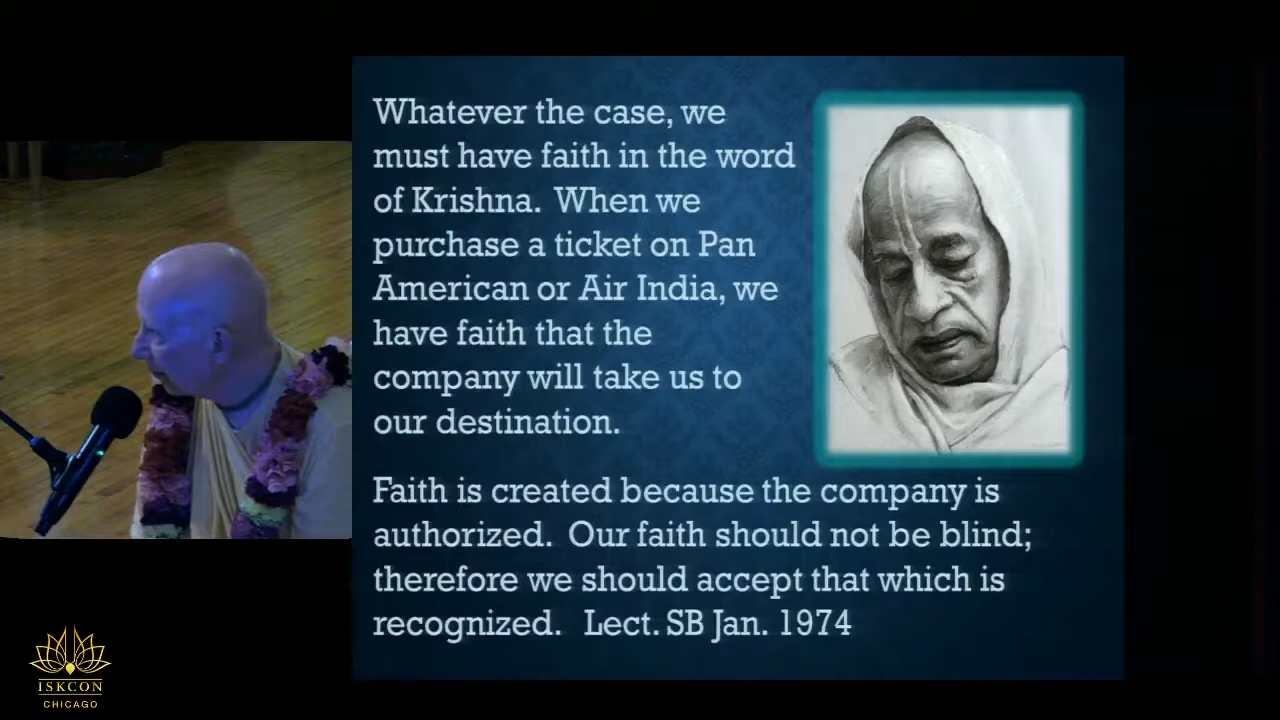 Whatever the case, we
must have faith in the word
of Krishna. When we
purchase a ticket on Pan
American or Air India, we
have faith that the
company will take us to
our destination.
Faith is created because the company is
authorized. Our faith should not be blind;
therefore we should accept that which is
recognized. Lect. SB Jan. 1974
ISKCON
CHICAGO